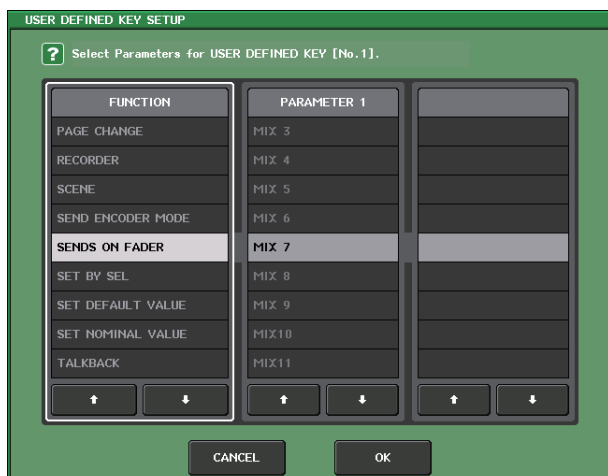 USER DEFINED KEY SETUP
? Select Parameters for USER DEFINED KEY [No.1].
FUNCTION
PAGE CHANGE
RECORDER
SCENE
SEND ENCODER MODE
SENDS ON FADER
SET BY SEL
SET DEFAULT VALUE
SET NOMINAL VALUE
TALKBACK
PARAMETER 1
MIX 3
MIX 4
MIX 5
MIX 6
MIX 7
MIX 8
MIX 9
MIX10
MIX11
CANCEL
OK